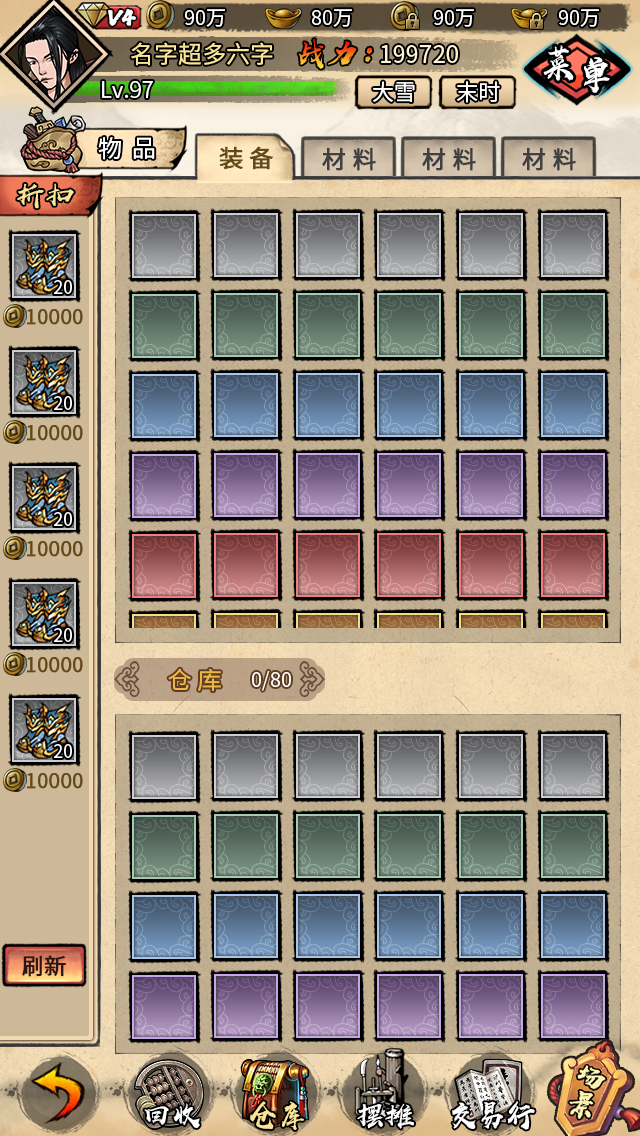 V4 90万 80万 90万 90万
名字超多六字 战力：199720
菜单
Lv.97 大雪 末时
物品 装备 材料 材料 材料
折扣
20
10000
20
10000
20
10000
20
10000
20
10000
仓库 0/80
刷新
回收 仓库 摆摊 交易行 场景